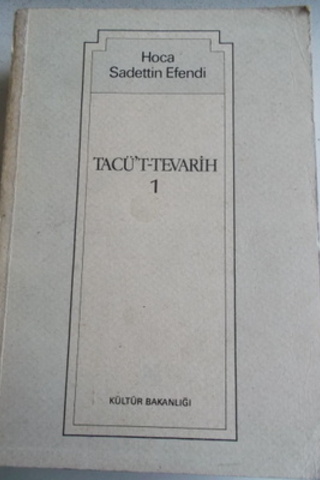 Hoca
Sadettin Efendi
TACÜ'T-TEVARİH
1
KÜLTÜR BAKANLIĞI